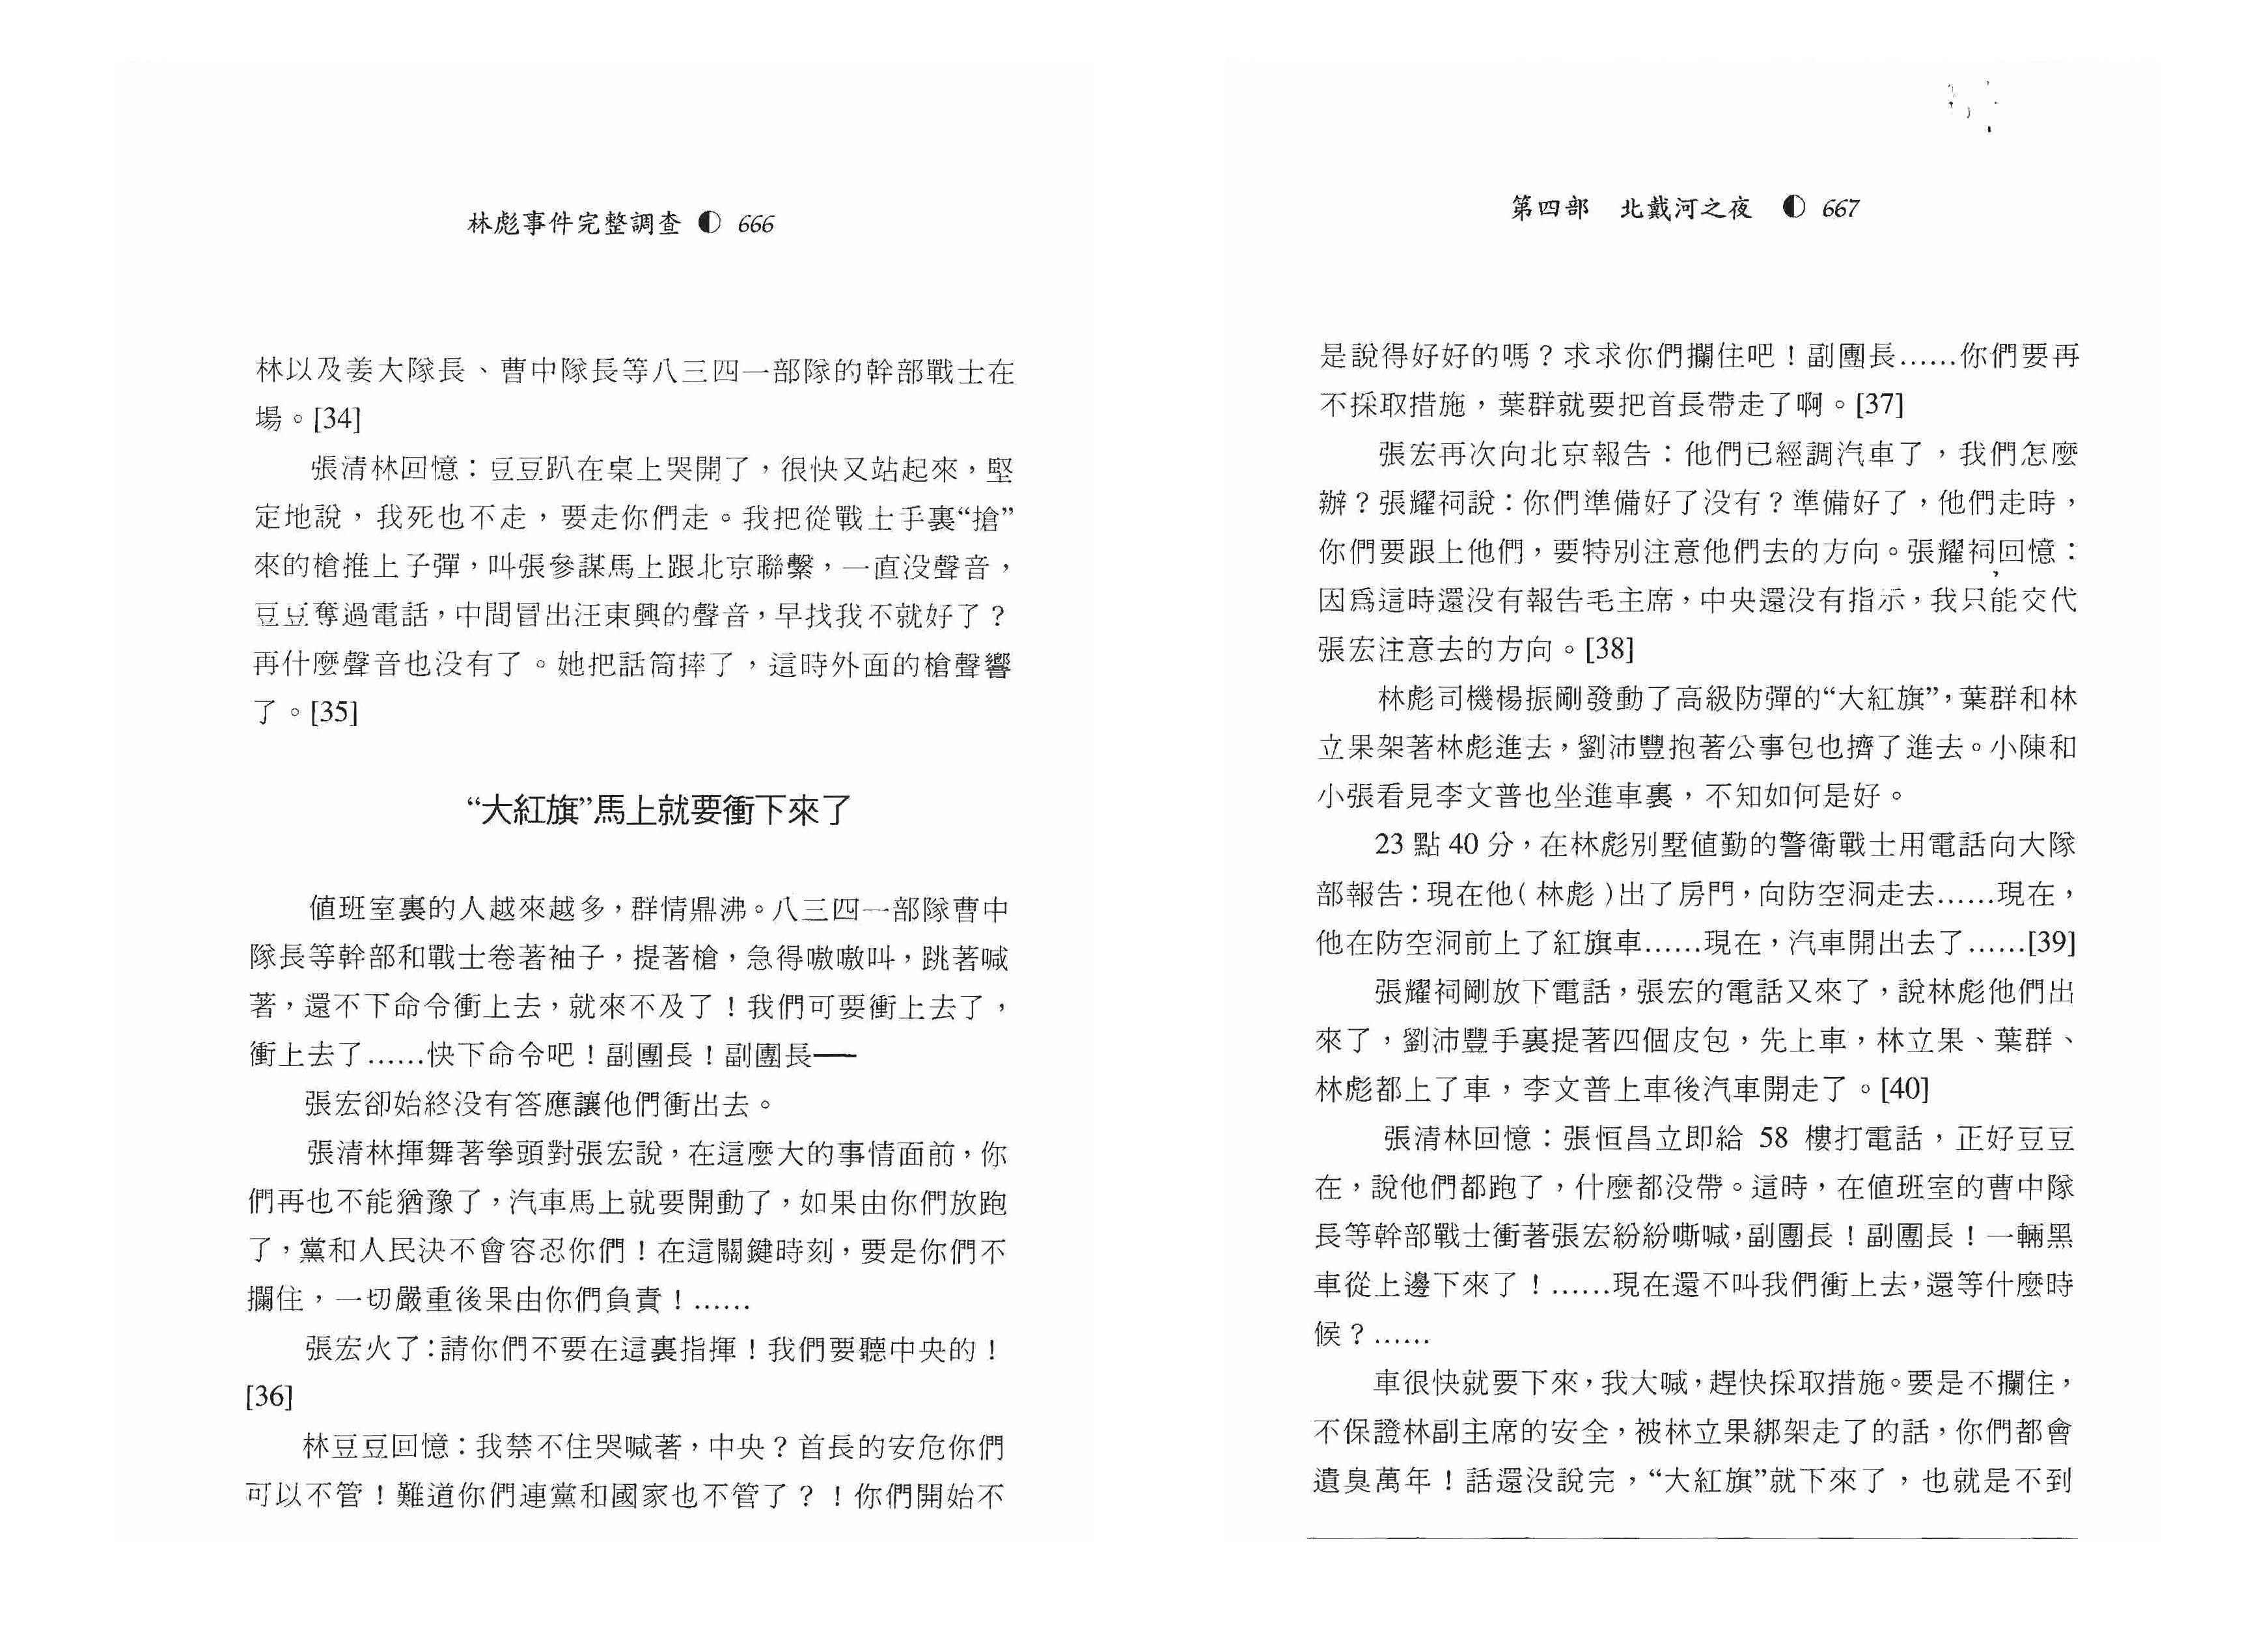 林彪事件完整調查 ◐ 666
林以及姜大隊長、曹中隊長等八三四一部隊的幹部戰士在
場。[34]
張清林回憶：豆豆趴在桌上哭開了，很快又站起來，堅
定地說，我死也不走，要走你們走。我把從戰士手裏“搶”
來的槍推上子彈，叫張參謀馬上跟北京聯繫，一直没聲音，
豆豆奪過電話，中間冒出汪東興的聲音，早找我不就好了？
再什麼聲音也没有了。她把話筒摔了，這時外面的槍聲響
了。[35]
“大紅旗”馬上就要衝下來了
值班室裏的人越來越多，群情鼎沸。八三四一部隊曹中
隊長等幹部和戰士卷著袖子，提著槍，急得嗷嗷叫，跳著喊
著，還不下命令衝上去，就來不及了！我們可要衝上去了，
衝上去了……快下命令吧！副團長！副團長——
張宏卻始終没有答應讓他們衝出去。
張清林揮舞著拳頭對張宏說，在這麼大的事情面前，你
們再也不能猶豫了，汽車馬上就要開動了，如果由你們放跑
了，黨和人民決不會容忍你們！在這關鍵時刻，要是你們不
攔住，一切嚴重後果由你們負責！……
張宏火了：請你們不要在這裏指揮！我們要聽中央的！
[36]
林豆豆回憶：我禁不住哭喊著，中央？首長的安危你們
可以不管！難道你們連黨和國家也不管了？！你們開始不
第四部　北戴河之夜 ◐ 667
是說得好好的嗎？求求你們攔住吧！副團長……你們要再
不採取措施，葉群就要把首長帶走了啊。[37]
張宏再次向北京報告：他們已經調汽車了，我們怎麼
辦？張耀祠說：你們準備好了没有？準備好了，他們走時，
你們要跟上他們，要特別注意他們去的方向。張耀祠回憶：
因爲這時還没有報告毛主席，中央還没有指示，我只能交代
張宏注意去的方向。[38]
林彪司機楊振剛發動了高級防彈的“大紅旗”，葉群和林
立果架著林彪進去，劉沛豐抱著公事包也擠了進去。小陳和
小張看見李文普也坐進車裏，不知如何是好。
23 點 40 分，在林彪別墅値勤的警衛戰士用電話向大隊
部報告：現在他（林彪）出了房門，向防空洞走去……現在，
他在防空洞前上了紅旗車……現在，汽車開出去了……[39]
張耀祠剛放下電話，張宏的電話又來了，說林彪他們出
來了，劉沛豐手裏提著四個皮包，先上車，林立果、葉群、
林彪都上了車，李文普上車後汽車開走了。[40]
張清林回憶：張恒昌立即給 58 樓打電話，正好豆豆
在，說他們都跑了，什麼都没帶。這時，在値班室的曹中隊
長等幹部戰士衝著張宏紛紛嘶喊，副團長！副團長！一輛黑
車從上邊下來了！……現在還不叫我們衝上去，還等什麼時
候？……
車很快就要下來，我大喊，趕快採取措施。要是不攔住，
不保證林副主席的安全，被林立果綁架走了的話，你們都會
遺臭萬年！話還没說完，“大紅旗”就下來了，也就是不到